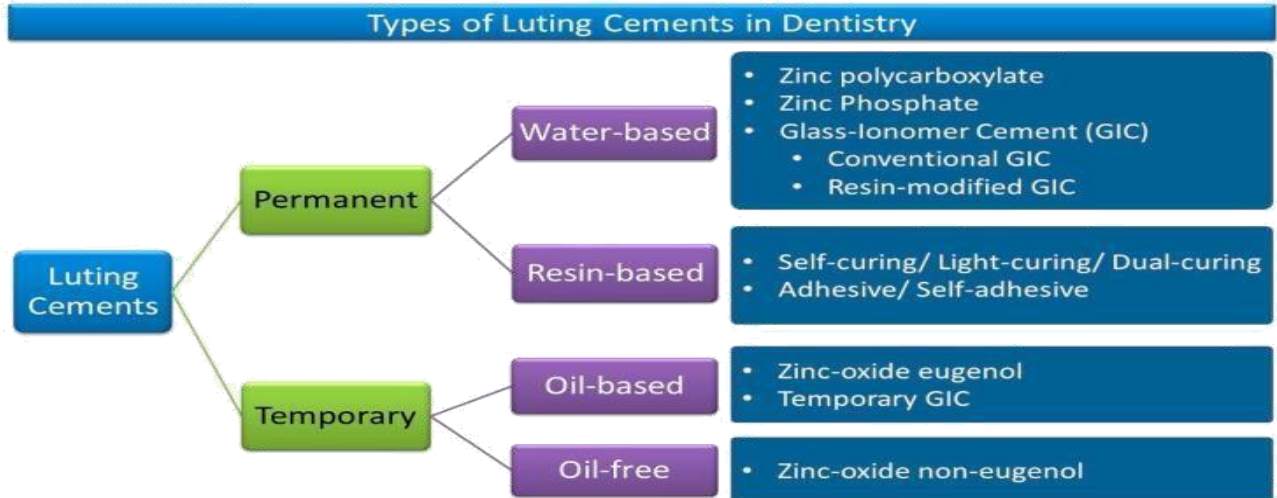 Types of Luting Cements in Dentistry
Luting
Cements
Permanent
Water-based
• Zinc polycarboxylate
• Zinc Phosphate
• Glass-Ionomer Cement (GIC)
• Conventional GIC
• Resin-modified GIC
Resin-based
• Self-curing/ Light-curing/ Dual-curing
• Adhesive/ Self-adhesive
Temporary
Oil-based
• Zinc-oxide eugenol
• Temporary GIC
Oil-free
• Zinc-oxide non-eugenol